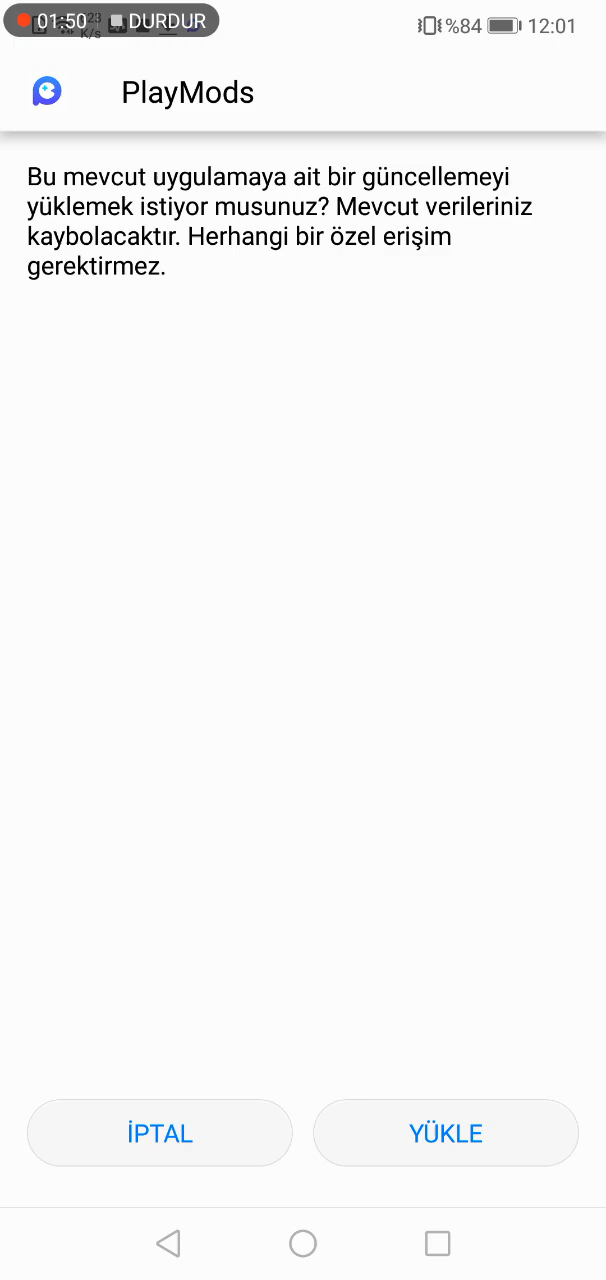 01:50 DURDUR %84 12:01
PlayMods
Bu mevcut uygulamaya ait bir güncellemeyi
yüklemek istiyor musunuz? Mevcut verileriniz
kaybolacaktır. Herhangi bir özel erişim
gerektirmez.
İPTAL YÜKLE